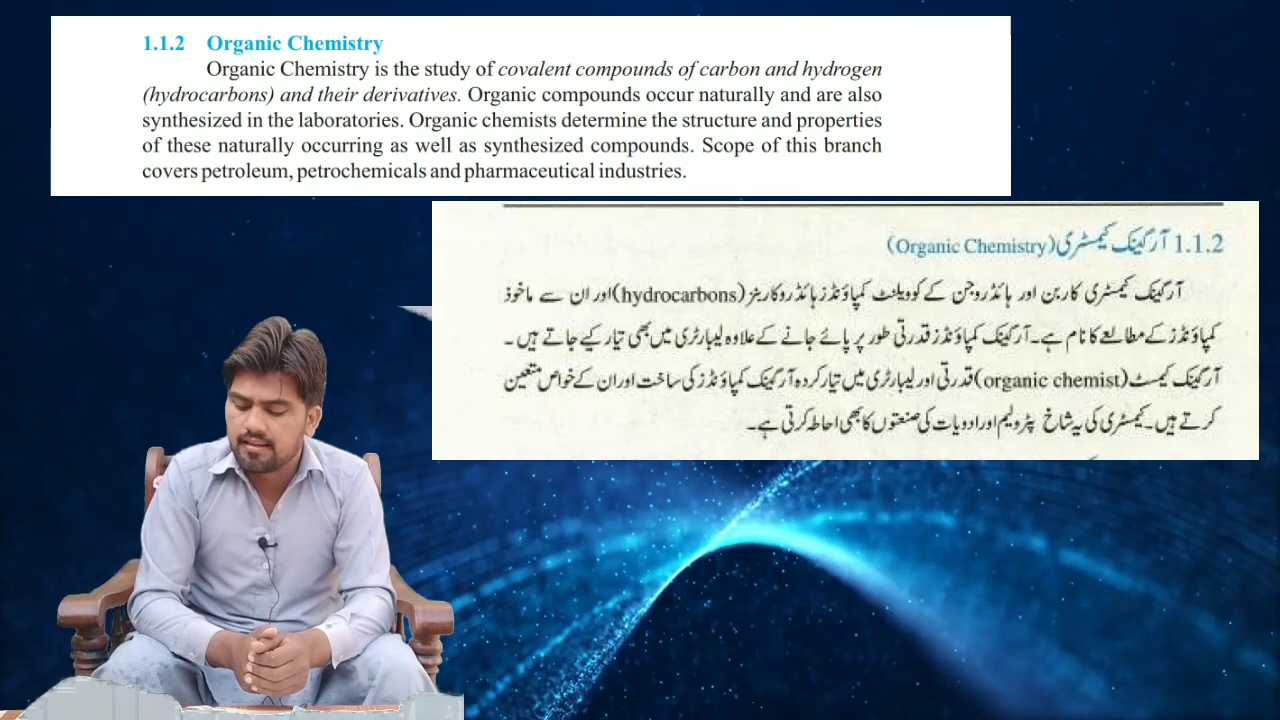 1.1.2 Organic Chemistry
Organic Chemistry is the study of covalent compounds of carbon and hydrogen
(hydrocarbons) and their derivatives. Organic compounds occur naturally and are also
synthesized in the laboratories. Organic chemists determine the structure and properties
of these naturally occurring as well as synthesized compounds. Scope of this branch
covers petroleum, petrochemicals and pharmaceutical industries.
1.1.2 آرگینک کیمسٹری (Organic Chemistry)
آرگینک کیمسٹری کاربن اور ہائڈروجن کے کوویلنٹ کمپاؤنڈز ہائڈروکاربنز (hydrocarbons) اور ان سے ماخوذ
کمپاؤنڈز کے مطالعے کا نام ہے۔ آرگینک کمپاؤنڈز قدرتی طور پر پائے جانے کے علاوہ لیبارٹری میں بھی تیار کیے جاتے ہیں۔
آرگینک کیمسٹ (organic chemist) قدرتی اور لیبارٹری میں تیار کردہ آرگینک کمپاؤنڈز کی ساخت اور ان کے خواص متعین
کرتے ہیں۔ کیمسٹری کی یہ شاخ پٹرولیم اور ادویات کی صنعتوں کا بھی احاطہ کرتی ہے۔